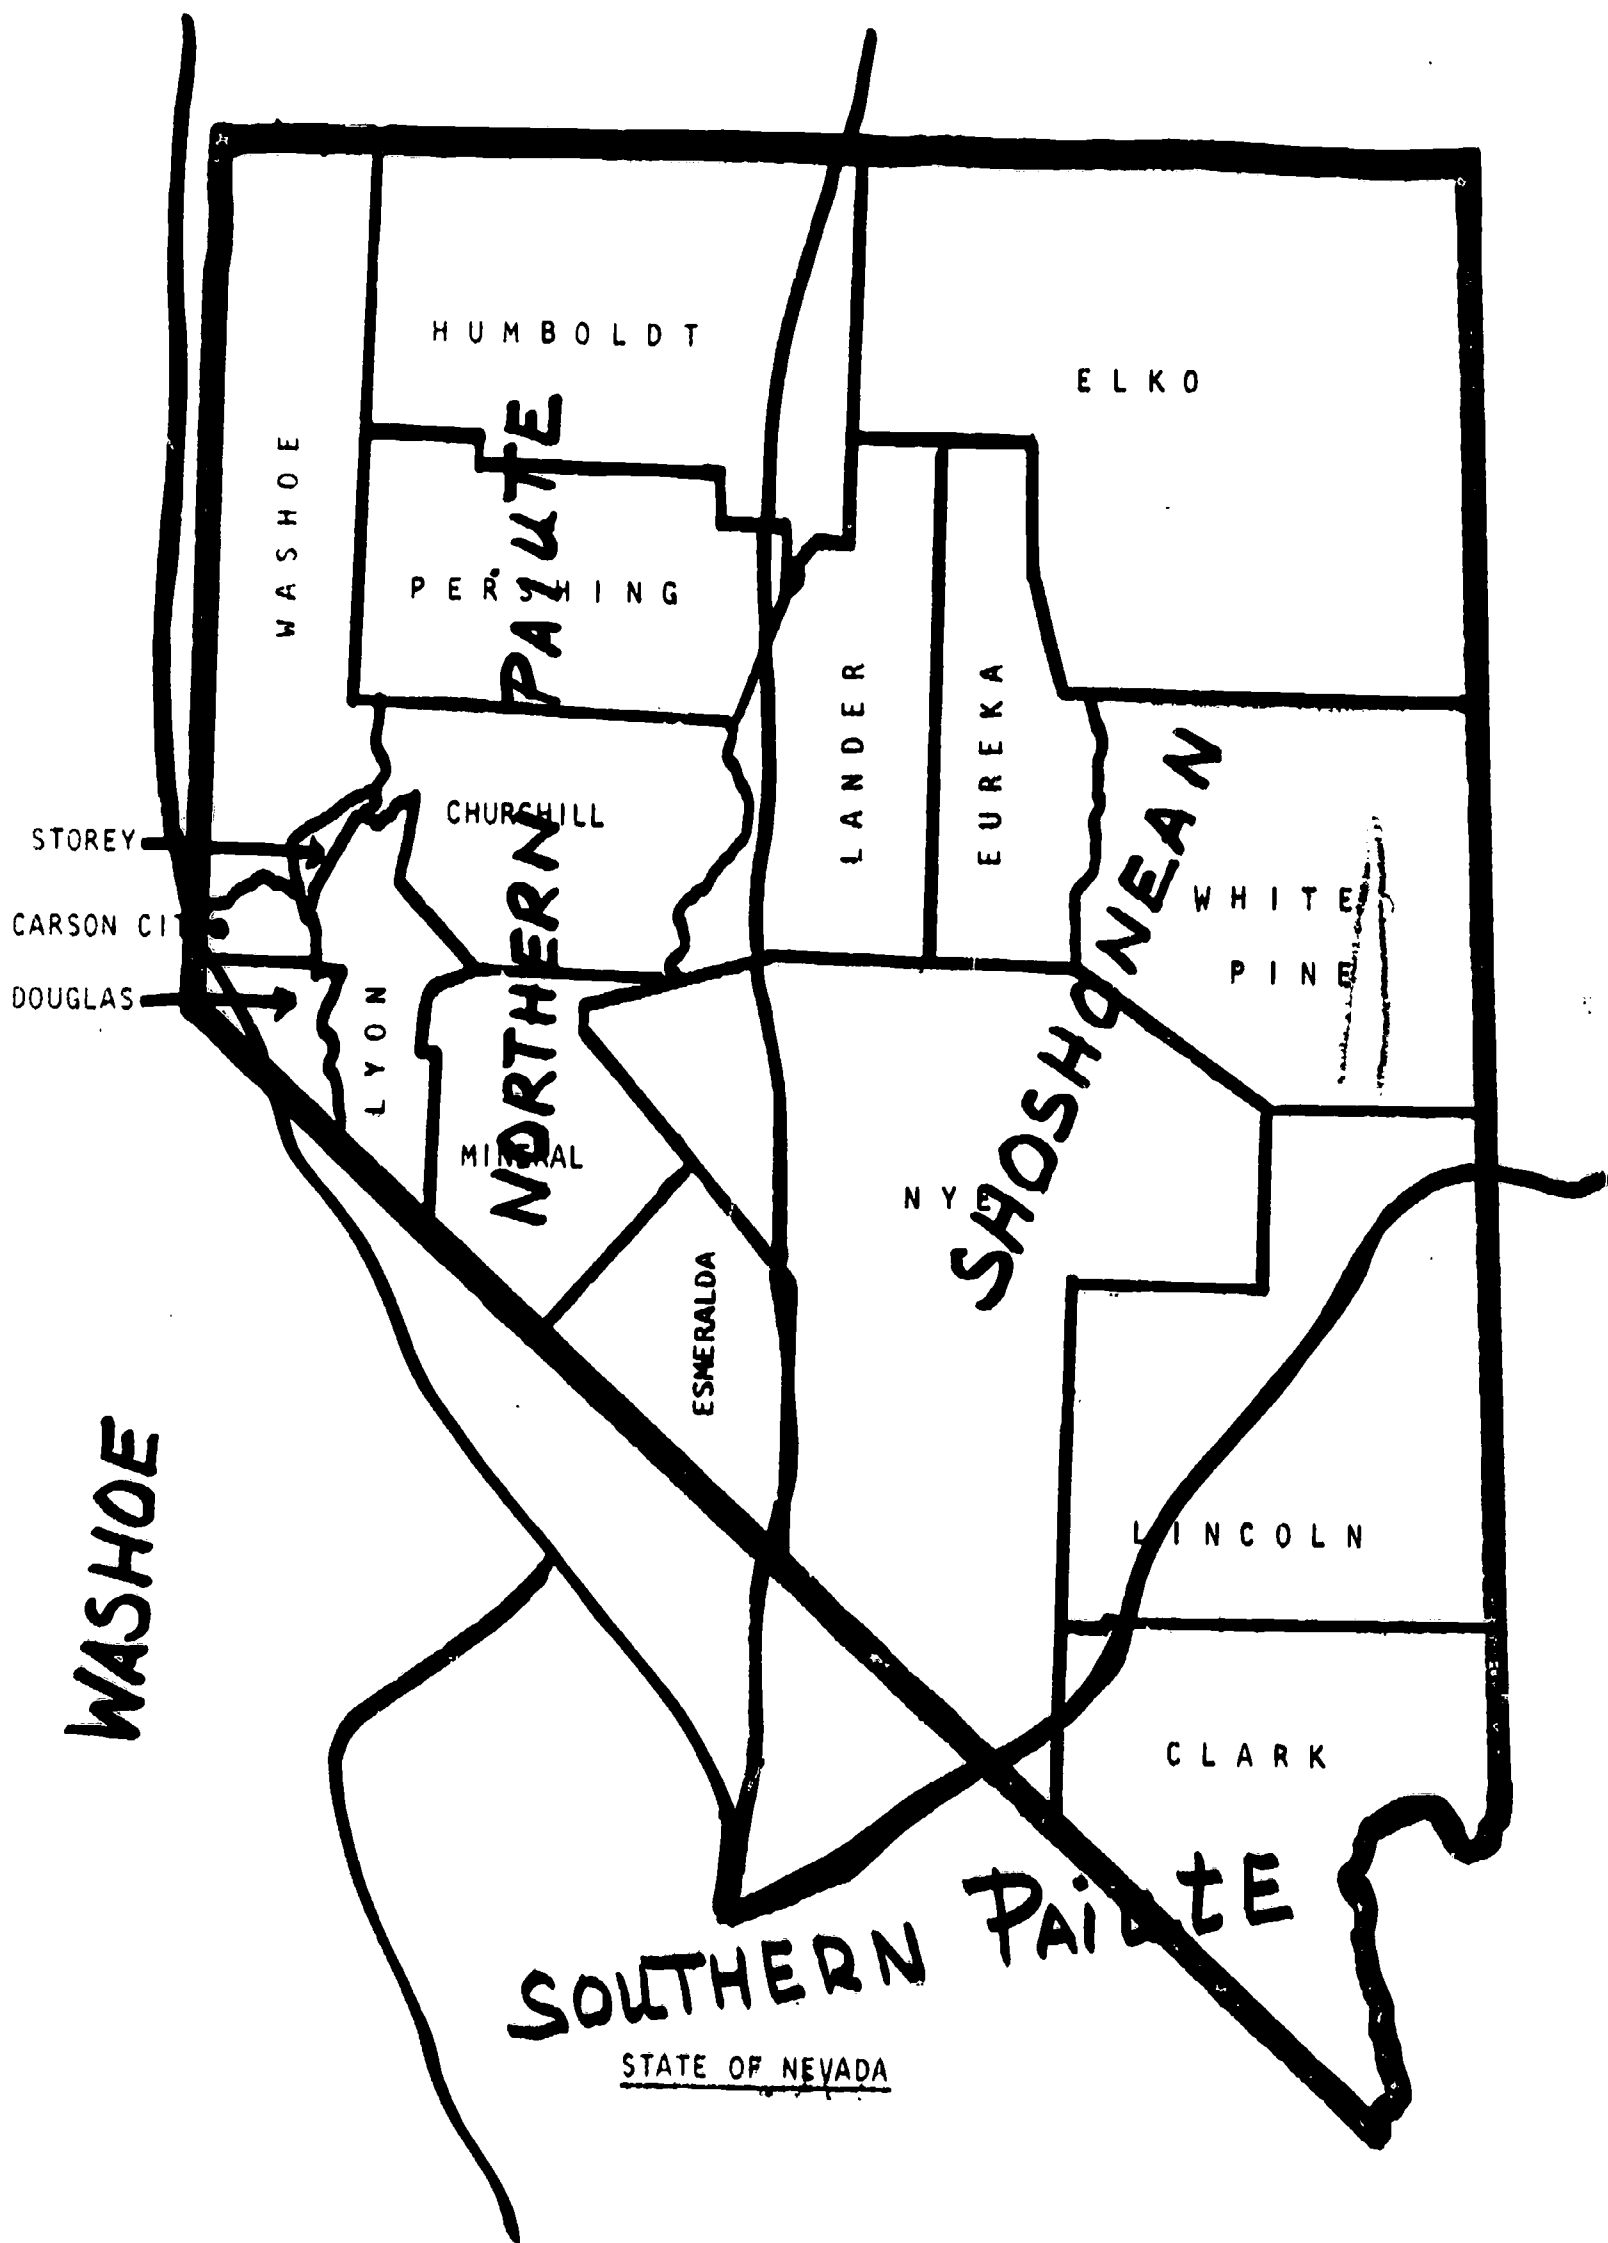 HUMBOLDT
ELKO
WASHOE
PAIUTE
PERSHING
LANDER
EUREKA
CHURCHILL
STOREY
SHOSHONEAN
WHITE
PINE
CARSON CITY
NORTHERN
DOUGLAS
LYON
MINERAL
NYE
ESMERALDA
WASHOE
LINCOLN
CLARK
SOUTHERN PAiUtE
STATE OF NEVADA